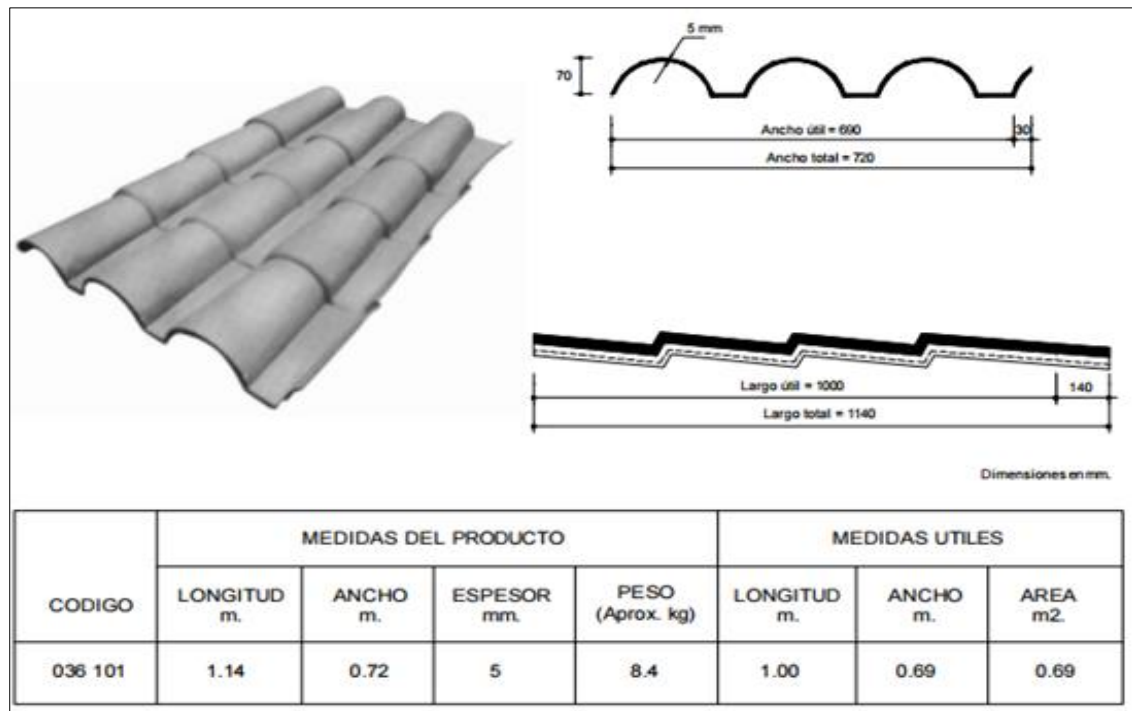 5 mm
70
Ancho útil = 690
30
Ancho total = 720
Largo útil = 1000
140
Largo total = 1140
Dimensiones en mm.
MEDIDAS DEL PRODUCTO
MEDIDAS UTILES
CODIGO
LONGITUD m.
ANCHO m.
ESPESOR mm.
PESO (Aprox. kg)
LONGITUD m.
ANCHO m.
AREA m2.
036 101
1.14
0.72
5
8.4
1.00
0.69
0.69